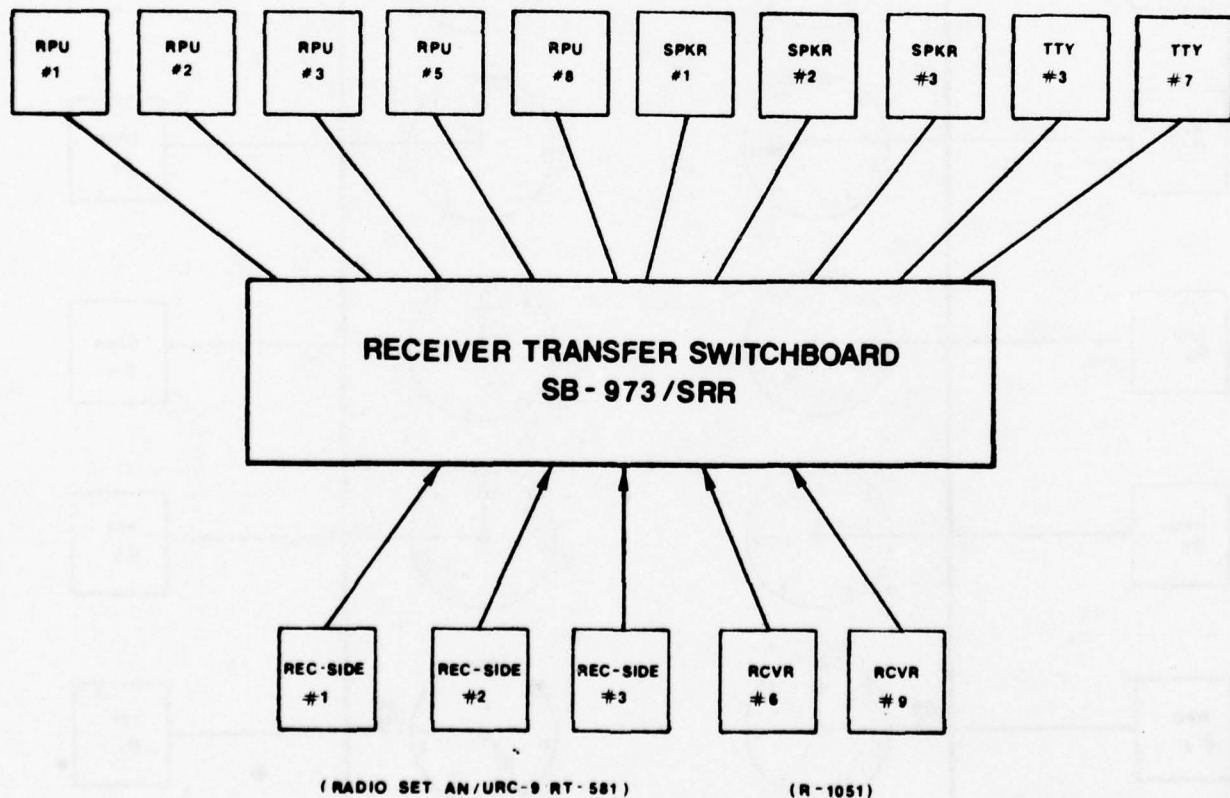 RPU #1
RPU #2
RPU #3
RPU #5
RPU #8
SPKR #1
SPKR #2
SPKR #3
TTY #3
TTY #7
RECEIVER TRANSFER SWITCHBOARD
SB-973/SRR
REC-SIDE #1
REC-SIDE #2
REC-SIDE #3
RCVR #6
RCVR #9
(RADIO SET AN/URC-9 RT-581)
(R-1051)